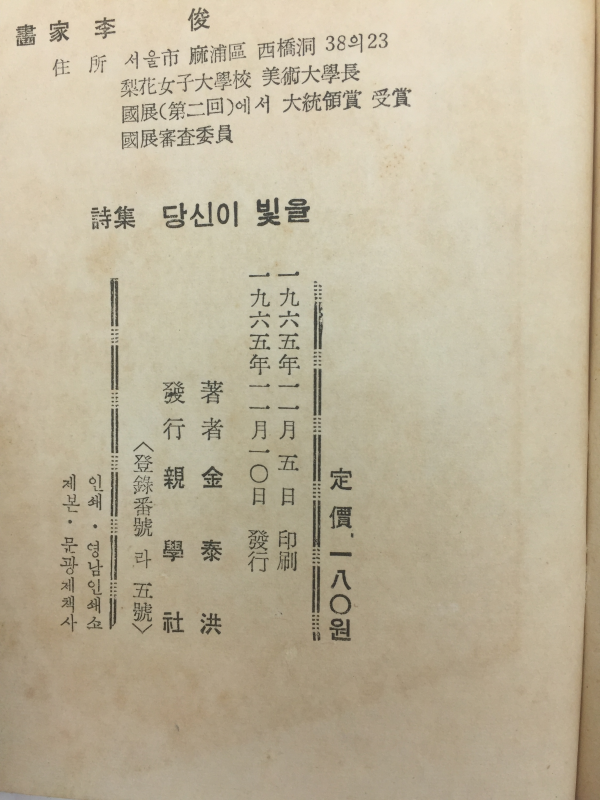 畵家 李 俊
住所 서울市 麻浦區 西橋洞 38의23
梨花女子大學校 美術大學長
國展(第二回)에서 大統領賞 受賞
國展審査委員
詩集 당신이 빛을
定價, 一八〇원
一九六五年一一月五日 印刷
一九六五年一一月一〇日 發行
著者 金泰洪
發行 親學社
〈登錄番號 라 五號〉
인쇄·영남인쇄쇼
제본·문광제책사